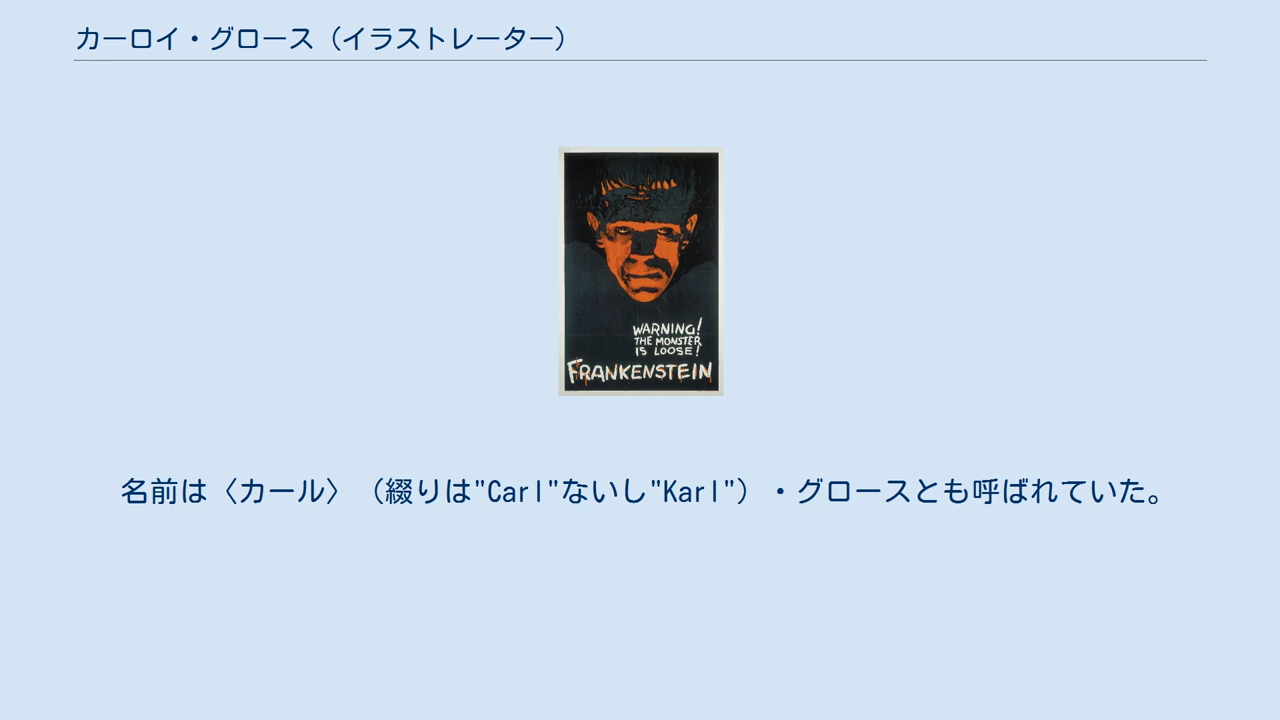 カーロイ・グロース（イラストレーター）
WARNING!
THE MONSTER
IS LOOSE!
FRANKENSTEIN
名前は〈カール〉（綴りは"Carl"ないし"Karl"）・グロースとも呼ばれていた。